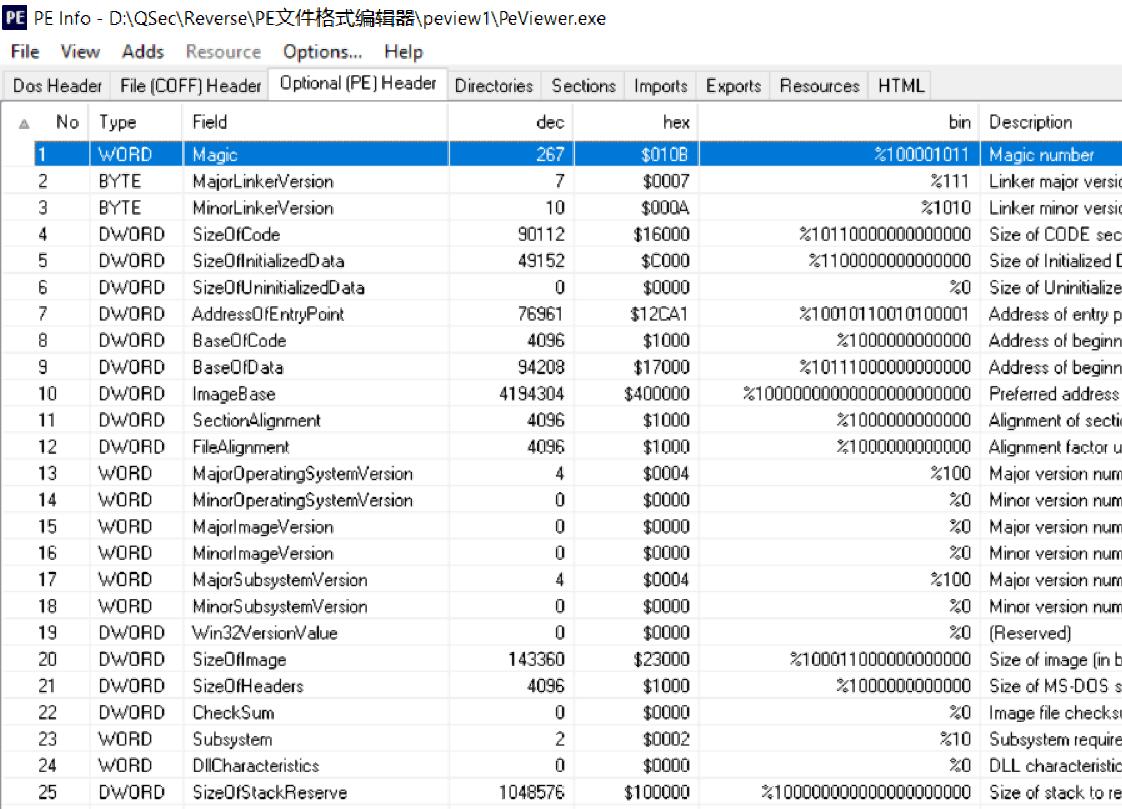 PE PE Info - D:\QSec\Reverse\PE文件格式编辑器\peview1\PeViewer.exe
File View Adds Resource Options... Help
Dos Header File (COFF) Header Optional (PE) Header Directories Sections Imports Exports Resources HTML
No Type Field dec hex bin Description
1 WORD Magic 267 $010B %100001011 Magic number
2 BYTE MajorLinkerVersion 7 $0007 %111 Linker major versic
3 BYTE MinorLinkerVersion 10 $000A %1010 Linker minor versic
4 DWORD SizeOfCode 90112 $16000 %10110000000000000 Size of CODE sec
5 DWORD SizeOfInitializedData 49152 $C000 %1100000000000000 Size of Initialized D
6 DWORD SizeOfUninitializedData 0 $0000 %0 Size of Uninitialize
7 DWORD AddressOfEntryPoint 76961 $12CA1 %10010110010100001 Address of entry p
8 DWORD BaseOfCode 4096 $1000 %1000000000000 Address of beginn
9 DWORD BaseOfData 94208 $17000 %10111000000000000 Address of beginn
10 DWORD ImageBase 4194304 $400000 %10000000000000000000000 Preferred address
11 DWORD SectionAlignment 4096 $1000 %1000000000000 Alignment of secti
12 DWORD FileAlignment 4096 $1000 %1000000000000 Alignment factor u
13 WORD MajorOperatingSystemVersion 4 $0004 %100 Major version num
14 WORD MinorOperatingSystemVersion 0 $0000 %0 Minor version num
15 WORD MajorImageVersion 0 $0000 %0 Major version num
16 WORD MinorImageVersion 0 $0000 %0 Minor version num
17 WORD MajorSubsystemVersion 4 $0004 %100 Major version num
18 WORD MinorSubsystemVersion 0 $0000 %0 Minor version num
19 DWORD Win32VersionValue 0 $0000 %0 (Reserved)
20 DWORD SizeOfImage 143360 $23000 %100011000000000000 Size of image (in b
21 DWORD SizeOfHeaders 4096 $1000 %1000000000000 Size of MS-DOS s
22 DWORD CheckSum 0 $0000 %0 Image file checksu
23 WORD Subsystem 2 $0002 %10 Subsystem require
24 WORD DllCharacteristics 0 $0000 %0 DLL characteristic
25 DWORD SizeOfStackReserve 1048576 $100000 %100000000000000000000 Size of stack to re